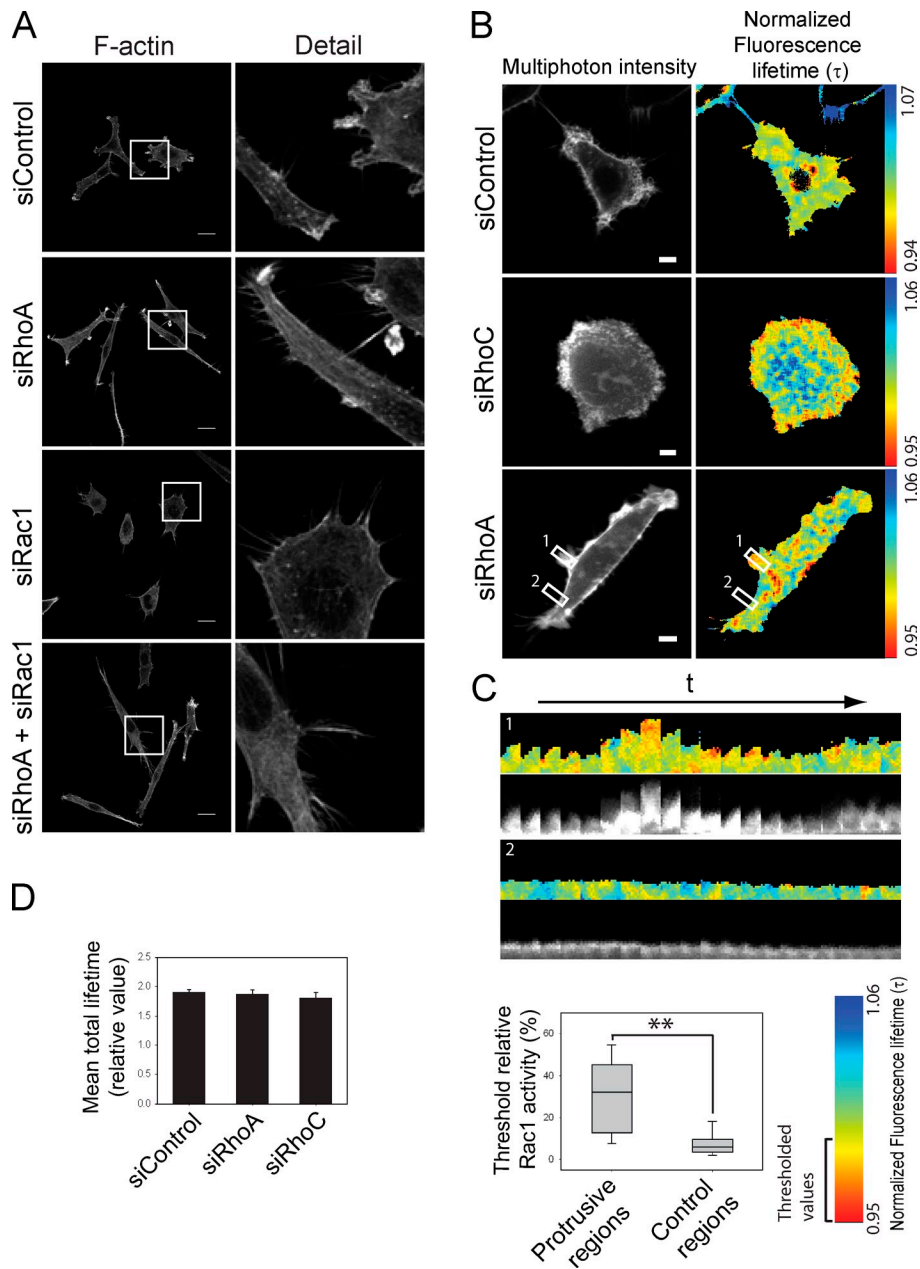 A
F-actin
Detail
siControl
siRhoA
siRac1
siRhoA + siRac1
B
Multiphoton intensity
Normalized
Fluorescence
lifetime (τ)
siControl
1.07
0.94
siRhoC
1.06
0.95
siRhoA
1
2
1
2
1.06
0.95
C
t
1
2
D
Mean total lifetime
(relative value)
2.5
2.0
1.5
1.0
0.5
0.0
siControl
siRhoA
siRhoC
Threshold relative
Rac1 activity (%)
60
40
20
0
**
Protrusive
regions
Control
regions
Thresholded
values
1.06
0.95
Normalized Fluorescence lifetime (τ)